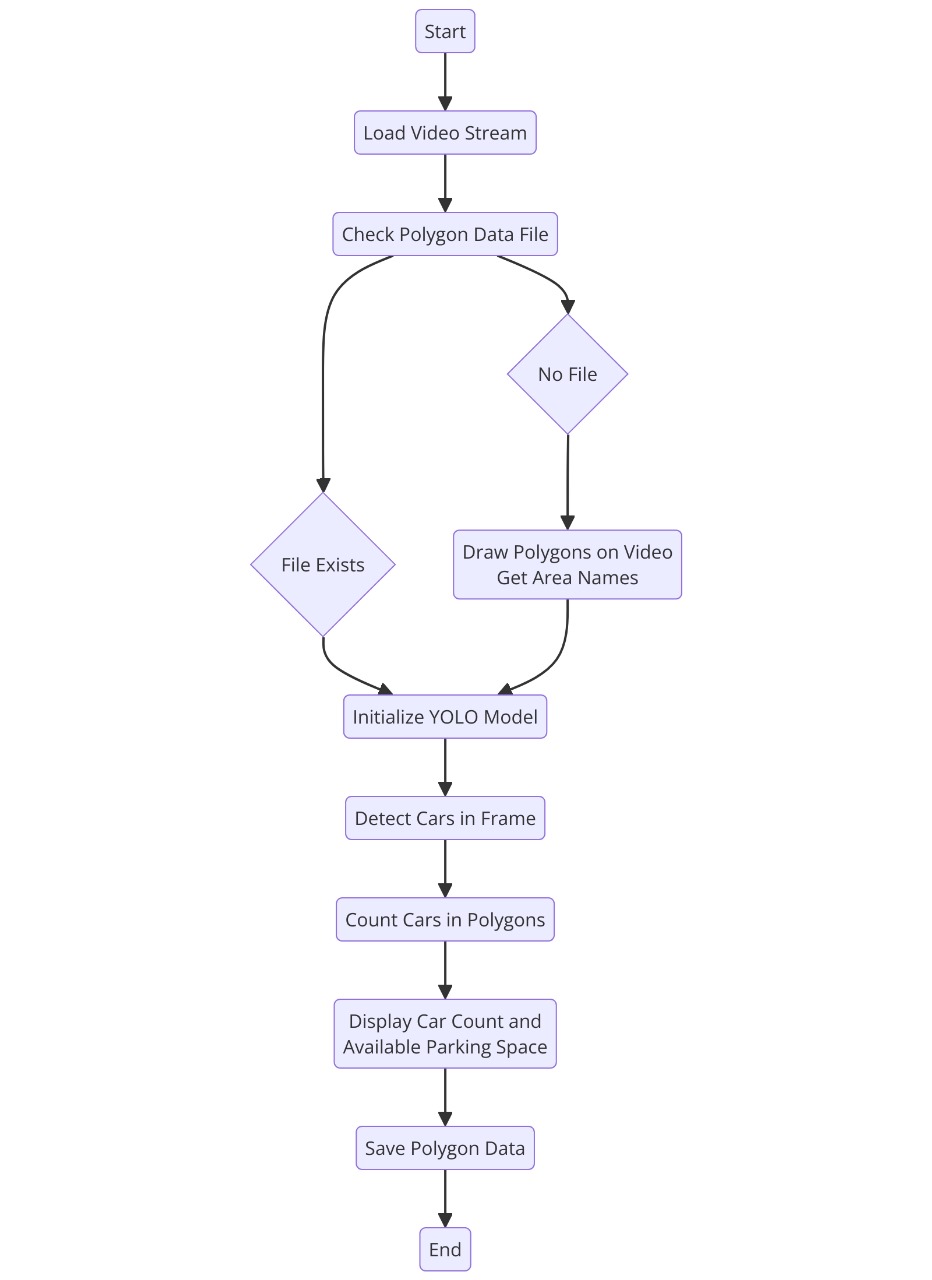 Start
Load Video Stream
Check Polygon Data File
No File
File Exists
Draw Polygons on Video
Get Area Names
Initialize YOLO Model
Detect Cars in Frame
Count Cars in Polygons
Display Car Count and
Available Parking Space
Save Polygon Data
End